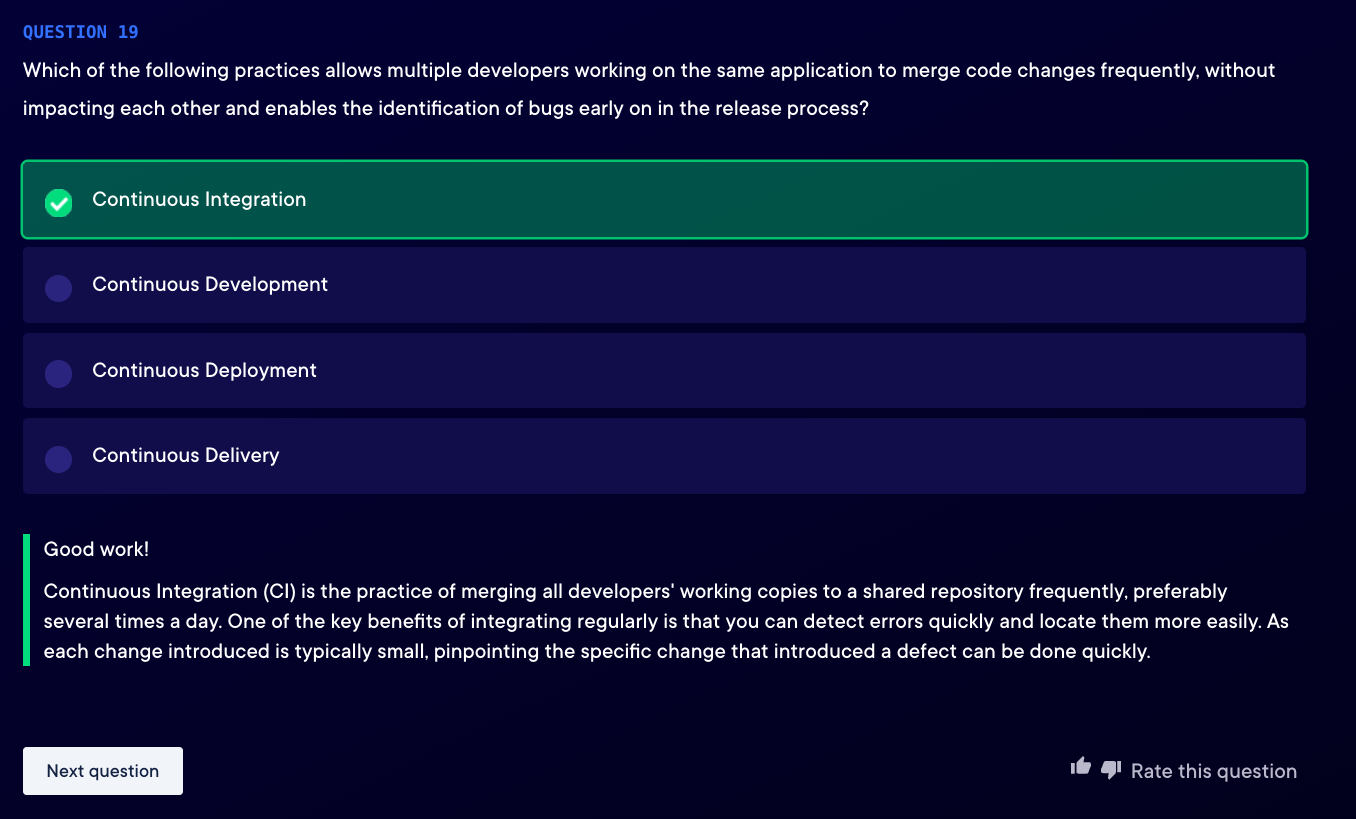 QUESTION 19
Which of the following practices allows multiple developers working on the same application to merge code changes frequently, without
impacting each other and enables the identification of bugs early on in the release process?
Continuous Integration
Continuous Development
Continuous Deployment
Continuous Delivery
Good work!
Continuous Integration (CI) is the practice of merging all developers' working copies to a shared repository frequently, preferably
several times a day. One of the key benefits of integrating regularly is that you can detect errors quickly and locate them more easily. As
each change introduced is typically small, pinpointing the specific change that introduced a defect can be done quickly.
Next question
Rate this question